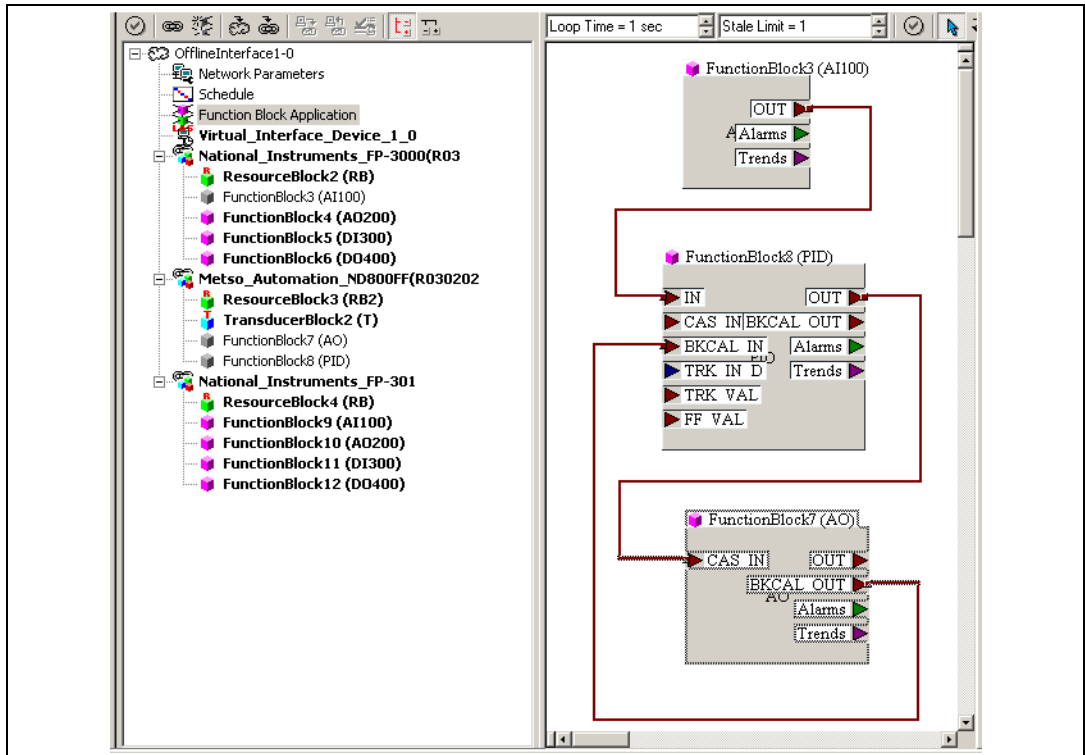 Loop Time = 1 sec
Stale Limit = 1
OfflineInterface1-0
Network Parameters
Schedule
Function Block Application
LAS
Virtual_Interface_Device_1_0
National_Instruments_FP-3000(R03
R
ResourceBlock2 (RB)
FunctionBlock3 (AI100)
FunctionBlock4 (AO200)
FunctionBlock5 (DI300)
FunctionBlock6 (DO400)
Metso_Automation_ND800FF(R030202
R
ResourceBlock3 (RB2)
T
TransducerBlock2 (T)
FunctionBlock7 (AO)
FunctionBlock8 (PID)
National_Instruments_FP-301
R
ResourceBlock4 (RB)
FunctionBlock9 (AI100)
FunctionBlock10 (AO200)
FunctionBlock11 (DI300)
FunctionBlock12 (DO400)
FunctionBlock3 (AI100)
OUT
Alarms
Trends
FunctionBlock8 (PID)
IN
OUT
CAS IN
BKCAL OUT
BKCAL IN
Alarms
PID
TRK IN D
Trends
TRK VAL
FF VAL
FunctionBlock7 (AO)
CAS IN
OUT
BKCAL OUT
AO
Alarms
Trends